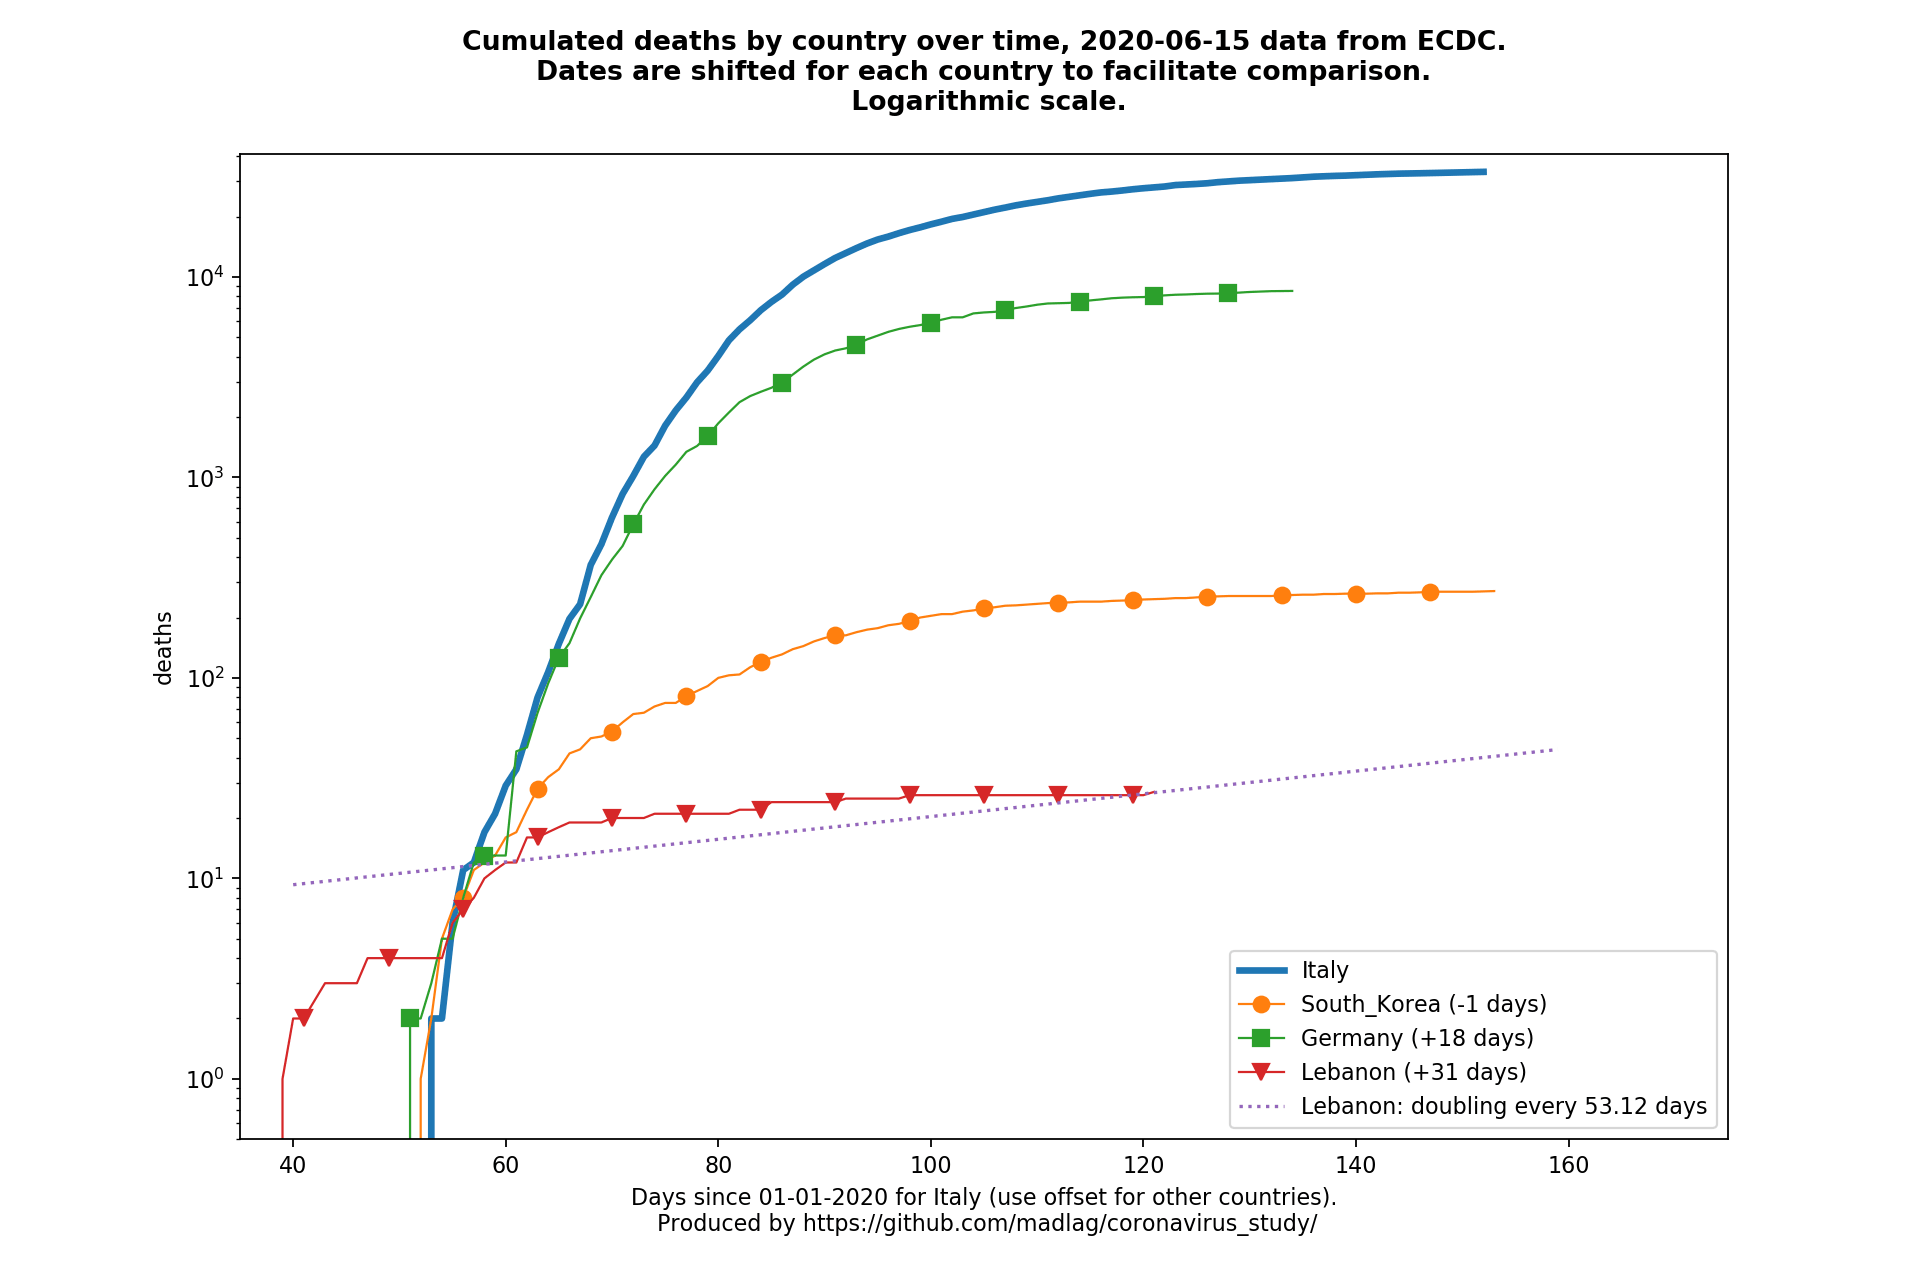 Cumulated deaths by country over time, 2020-06-15 data from ECDC.
Dates are shifted for each country to facilitate comparison.
Logarithmic scale.
10^4
10^3
10^2
10^1
10^0
deaths
Italy
South_Korea (-1 days)
Germany (+18 days)
Lebanon (+31 days)
Lebanon: doubling every 53.12 days
40 60 80 100 120 140 160
Days since 01-01-2020 for Italy (use offset for other countries).
Produced by https://github.com/madlag/coronavirus_study/